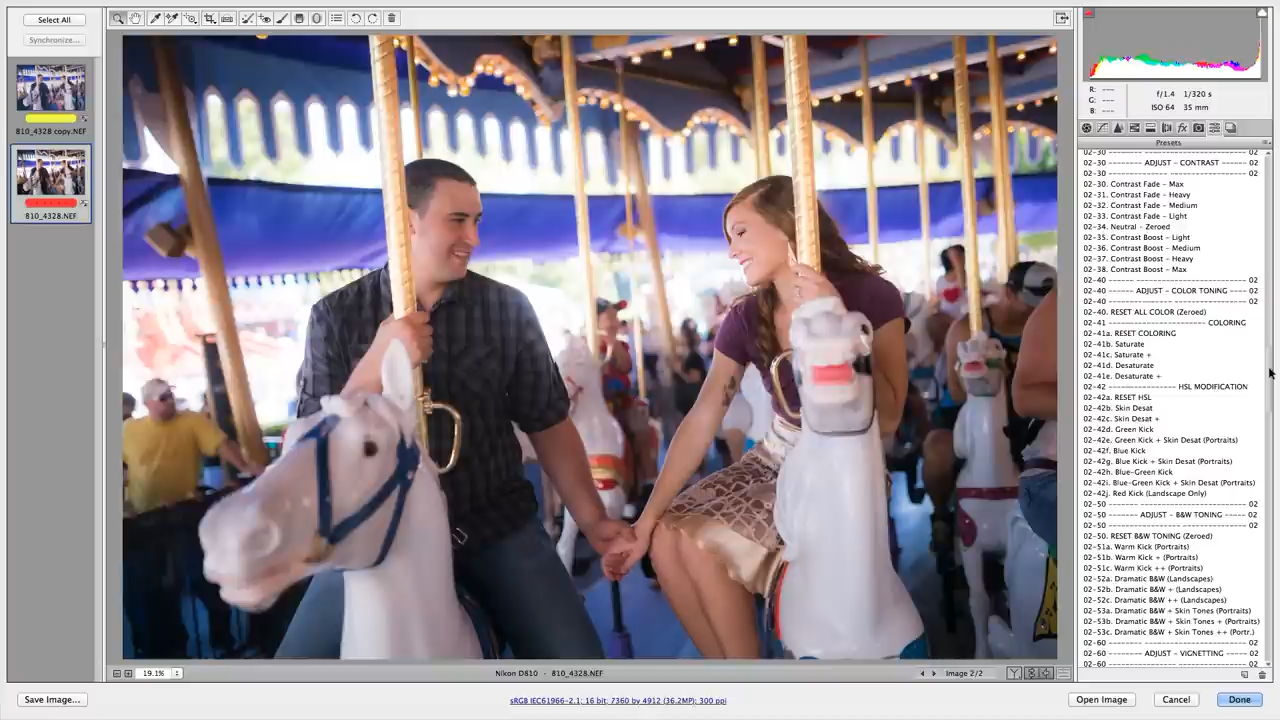 Select All
Synchronize...
810_4328 copy.NEF
810_4328.NEF
19.1%
Nikon D810 - 810_4328.NEF
Image 2/2
Save Image...
sRGB IEC61966-2.1; 16 bit; 7360 by 4912 (36.2MP); 300 ppi
Open Image
Cancel
Done
R: ---
G: ---
B: ---
f/1.4 1/320 s
ISO 64 35 mm
Presets
02-30 ------------------------------ 02
02-30 -------- ADJUST - CONTRAST ------ 02
02-30 -------- ---------------------- 02
02-30. Contrast Fade - Max
02-31. Contrast Fade - Heavy
02-32. Contrast Fade - Medium
02-33. Contrast Fade - Light
02-34. Neutral - Zeroed
02-35. Contrast Boost - Light
02-36. Contrast Boost - Medium
02-37. Contrast Boost - Heavy
02-38. Contrast Boost - Max
02-40 ------------------------------ 02
02-40 ------ ADJUST - COLOR TONING ---- 02
02-40 ------- ---------------------- 02
02-40. RESET ALL COLOR (Zeroed)
02-41 --------------------- COLORING
02-41a. RESET COLORING
02-41b. Saturate
02-41c. Saturate +
02-41d. Desaturate
02-41e. Desaturate +
02-42 --------------- HSL MODIFICATION
02-42a. RESET HSL
02-42b. Skin Desat
02-42c. Skin Desat +
02-42d. Green Kick
02-42e. Green Kick + Skin Desat (Portraits)
02-42f. Blue Kick
02-42g. Blue Kick + Skin Desat (Portraits)
02-42h. Blue-Green Kick
02-42i. Blue-Green Kick + Skin Desat (Portraits)
02-42j. Red Kick (Landscape Only)
02-50 ------------------------------ 02
02-50 ------- ADJUST - B&W TONING ---- 02
02-50 ------- ---------------------- 02
02-50. RESET B&W TONING (Zeroed)
02-51a. Warm Kick (Portraits)
02-51b. Warm Kick + (Portraits)
02-51c. Warm Kick ++ (Portraits)
02-52a. Dramatic B&W (Landscapes)
02-52b. Dramatic B&W + (Landscapes)
02-52c. Dramatic B&W ++ (Landscapes)
02-53a. Dramatic B&W + Skin Tones (Portraits)
02-53b. Dramatic B&W + Skin Tones + (Portraits)
02-53c. Dramatic B&W + Skin Tones ++ (Portr.)
02-60 ------------------------------ 02
02-60 ------- ADJUST - VIGNETTING ---- 02
02-60 ------- ---------------------- 02